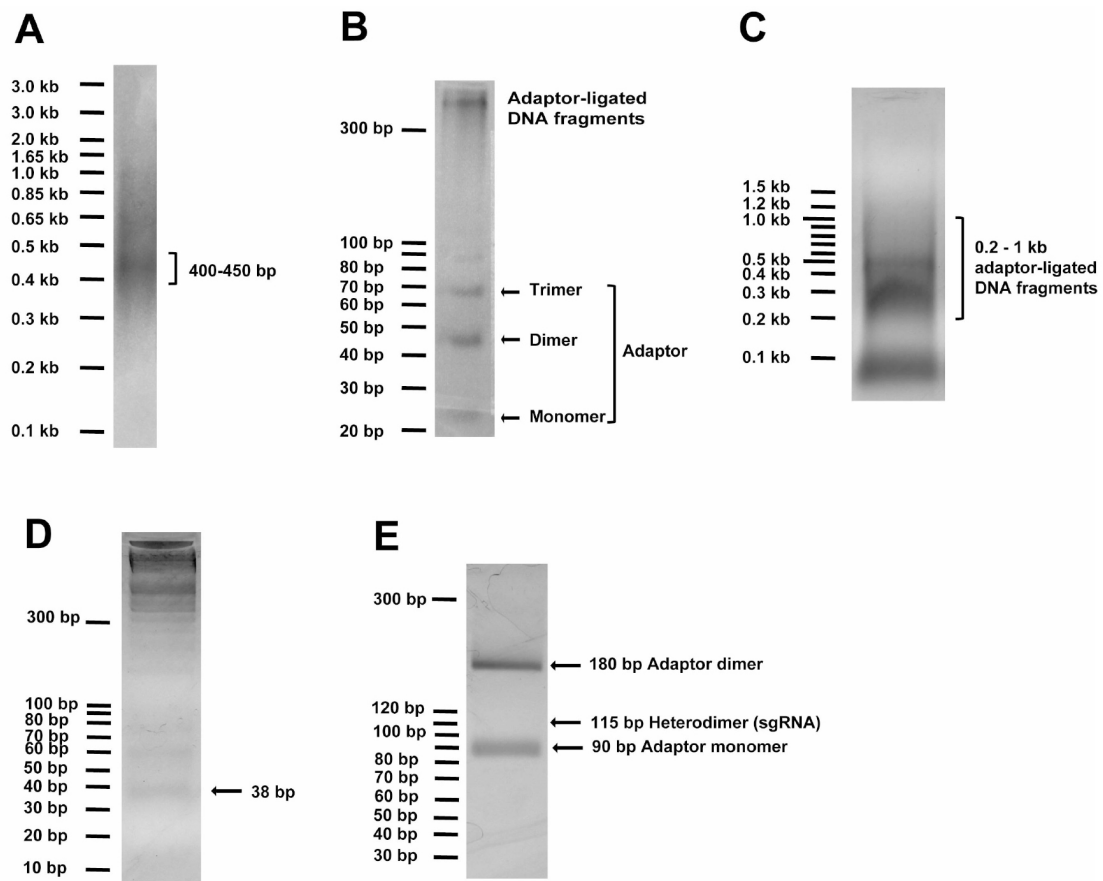 A
3.0 kb
3.0 kb
2.0 kb
1.65 kb
1.0 kb
0.85 kb
0.65 kb
0.5 kb
0.4 kb
0.3 kb
0.2 kb
0.1 kb
400-450 bp
B
Adaptor-ligated
DNA fragments
300 bp
100 bp
80 bp
70 bp
60 bp
50 bp
40 bp
30 bp
20 bp
Trimer
Dimer
Monomer
Adaptor
C
1.5 kb
1.2 kb
1.0 kb
0.5 kb
0.4 kb
0.3 kb
0.2 kb
0.1 kb
0.2 - 1 kb
adaptor-ligated
DNA fragments
D
300 bp
100 bp
80 bp
70 bp
60 bp
50 bp
40 bp
30 bp
20 bp
10 bp
38 bp
E
300 bp
120 bp
100 bp
80 bp
70 bp
60 bp
50 bp
40 bp
30 bp
180 bp Adaptor dimer
115 bp Heterodimer (sgRNA)
90 bp Adaptor monomer